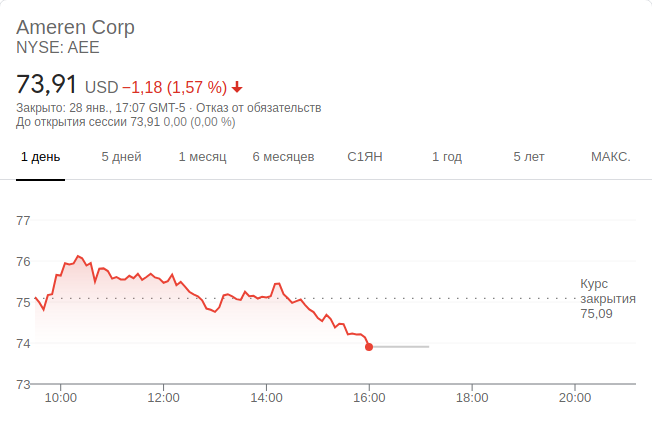 Ameren Corp
NYSE: AEE
73,91 USD −1,18 (1,57 %)
Закрыто: 28 янв., 17:07 GMT-5 · Отказ от обязательств
До открытия сессии 73,91 0,00 (0,00 %)
1 день 5 дней 1 месяц 6 месяцев С1ЯН 1 год 5 лет МАКС.
77
76
75
74
73
Курс
закрытия
75,09
10:00 12:00 14:00 16:00 18:00 20:00